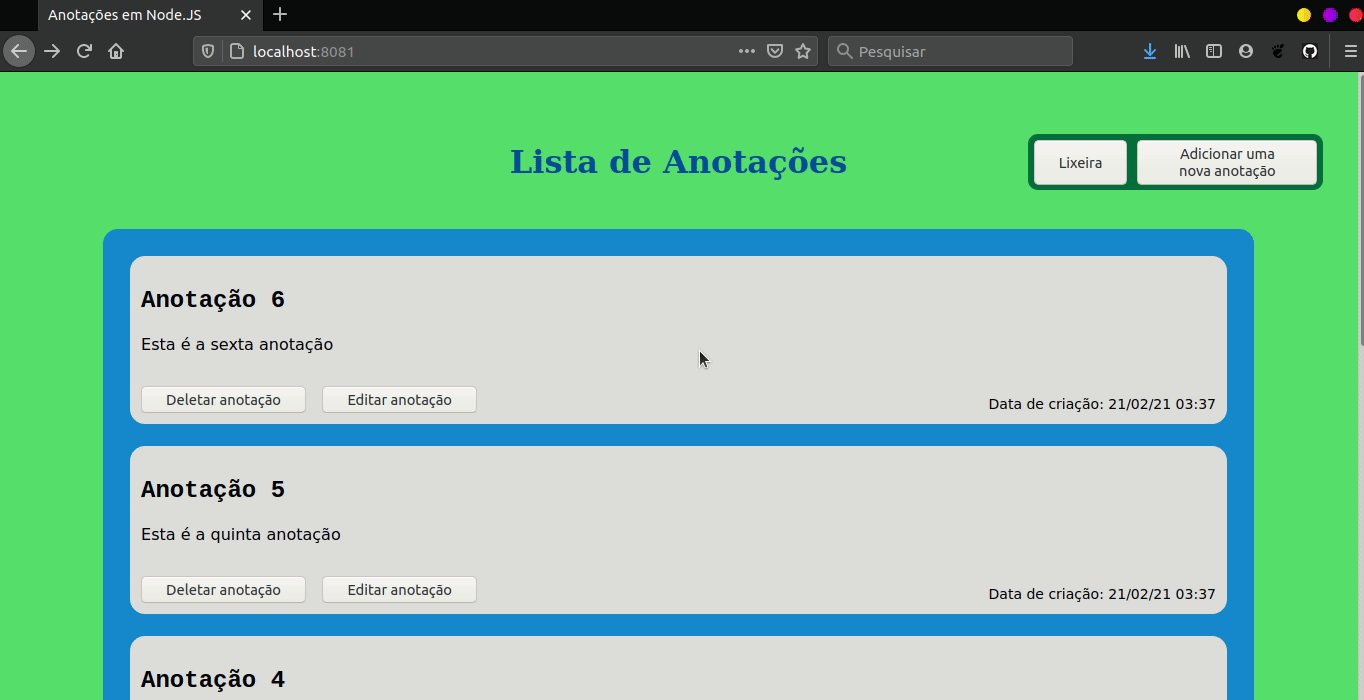 Anotações em Node.JS
localhost:8081
Pesquisar
Lista de Anotações
Lixeira
Adicionar uma
nova anotação
Anotação 6
Esta é a sexta anotação
Deletar anotação
Editar anotação
Data de criação: 21/02/21 03:37
Anotação 5
Esta é a quinta anotação
Deletar anotação
Editar anotação
Data de criação: 21/02/21 03:37
Anotação 4